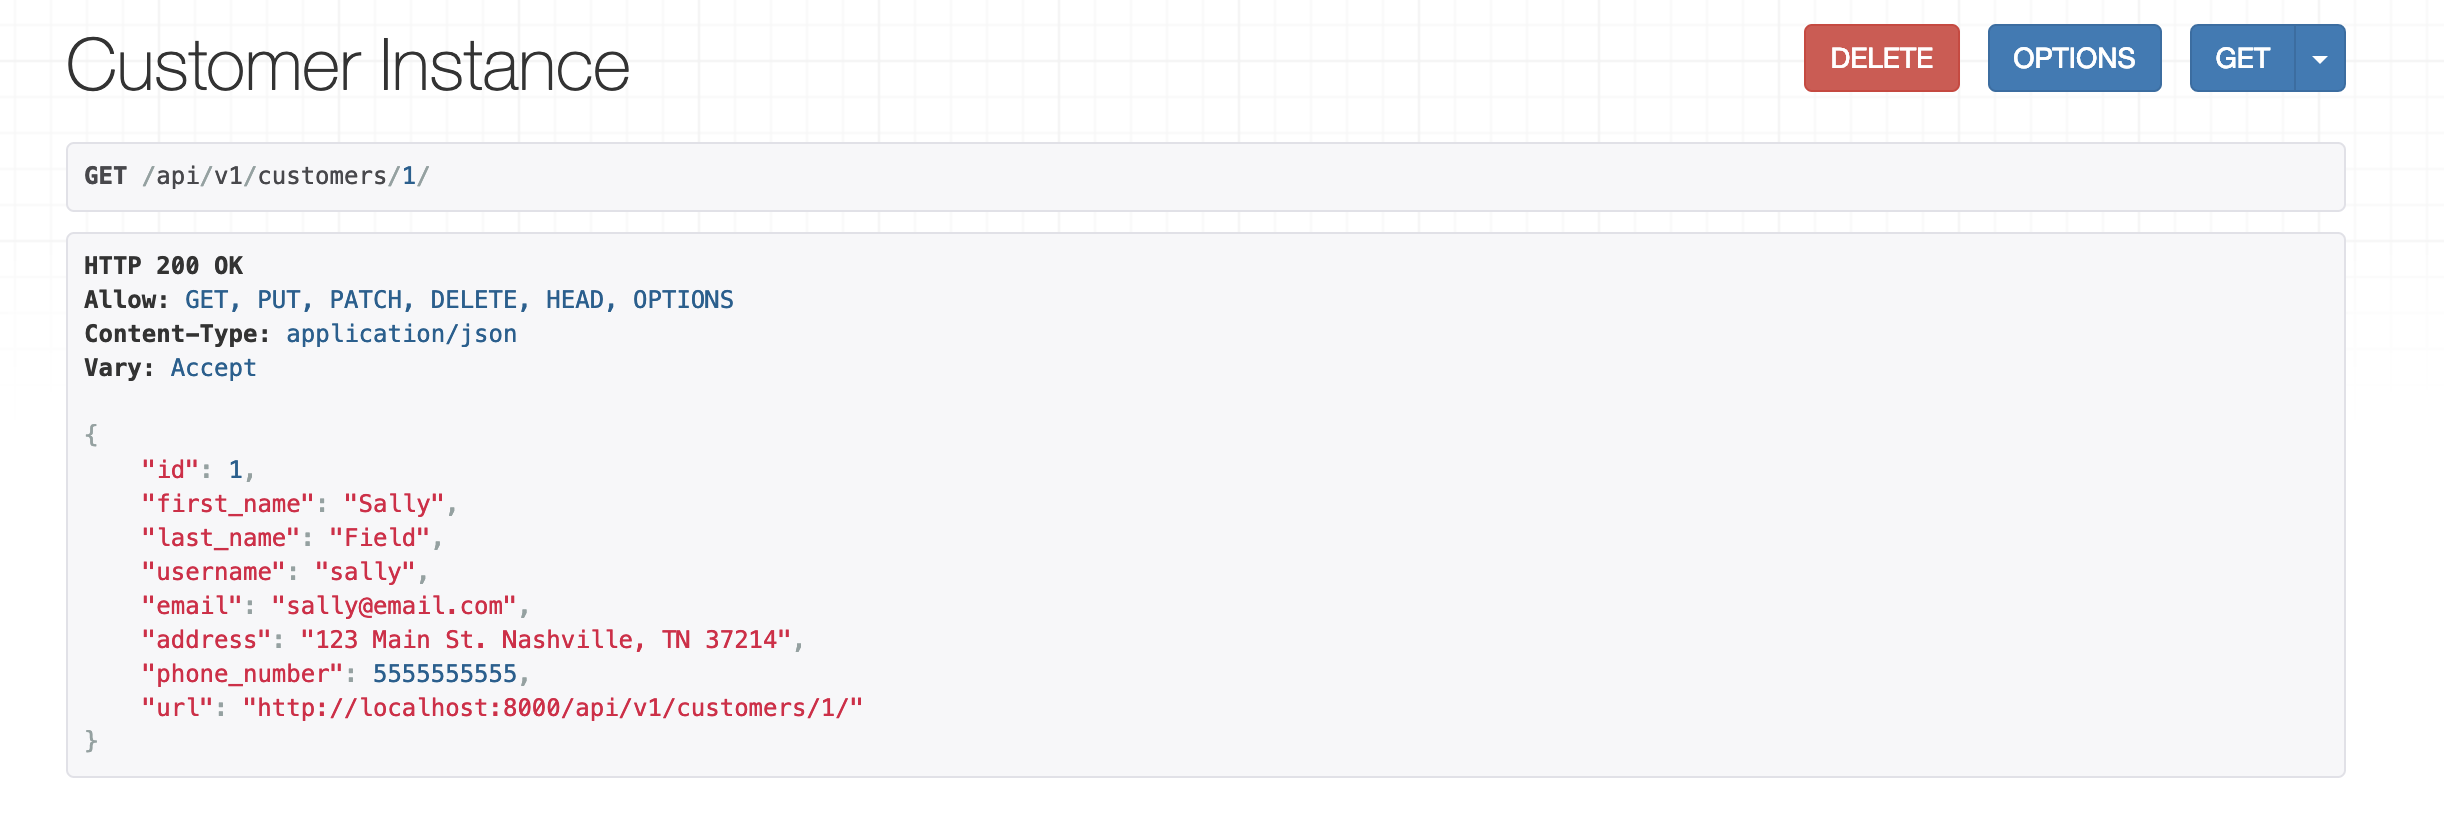 Customer Instance
DELETE
OPTIONS
GET
GET /api/v1/customers/1/
HTTP 200 OK
Allow: GET, PUT, PATCH, DELETE, HEAD, OPTIONS
Content-Type: application/json
Vary: Accept
{
"id": 1,
"first_name": "Sally",
"last_name": "Field",
"username": "sally",
"email": "sally@email.com",
"address": "123 Main St. Nashville, TN 37214",
"phone_number": 5555555555,
"url": "http://localhost:8000/api/v1/customers/1/"
}